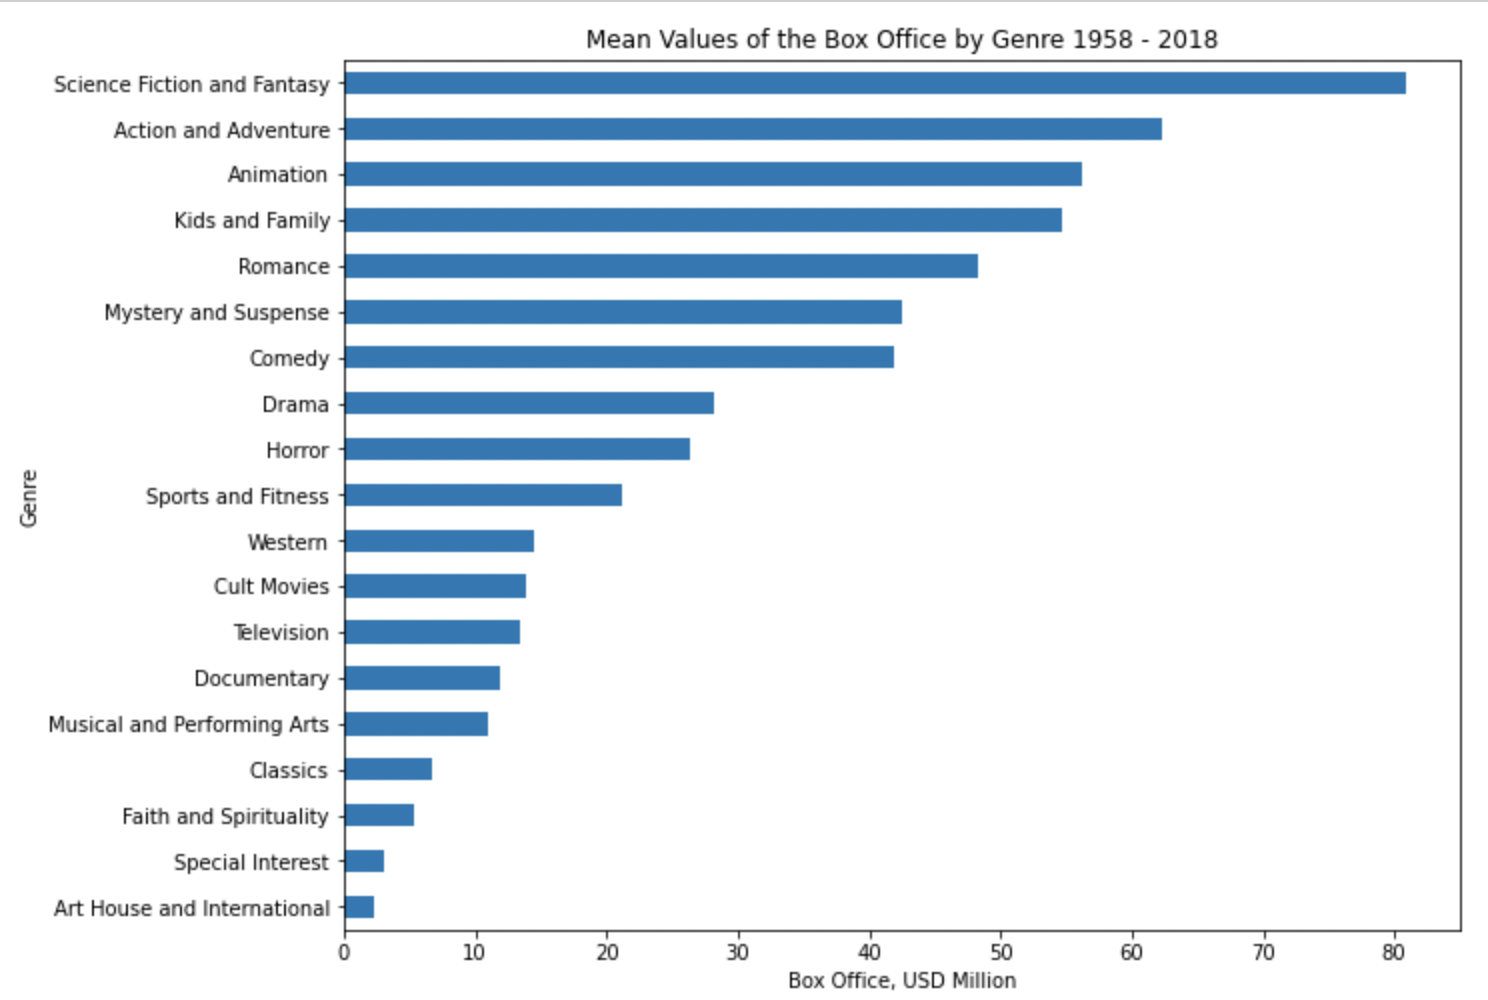 Mean Values of the Box Office by Genre 1958 - 2018
Science Fiction and Fantasy
Action and Adventure
Animation
Kids and Family
Romance
Mystery and Suspense
Comedy
Drama
Horror
Sports and Fitness
Western
Cult Movies
Television
Documentary
Musical and Performing Arts
Classics
Faith and Spirituality
Special Interest
Art House and International
Genre
0 10 20 30 40 50 60 70 80
Box Office, USD Million